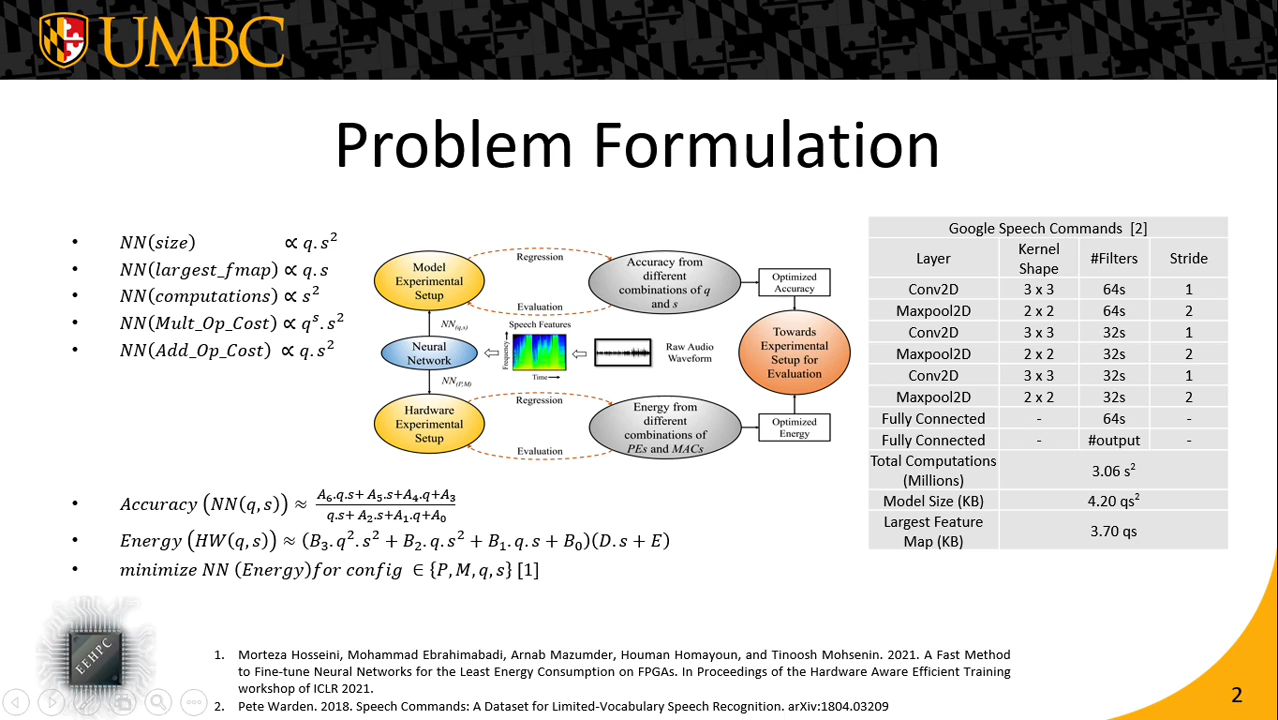 UMBC
Problem Formulation
• NN(size) ∝ q.s²
• NN(largest_fmap) ∝ q.s
• NN(computations) ∝ s²
• NN(Mult_Op_Cost) ∝ qˢ.s²
• NN(Add_Op_Cost) ∝ q.s²
Model
Experimental
Setup
Regression
Evaluation
Accuracy from
different
combinations of q
and s
Optimized
Accuracy
NN(q,s)
Neural
Network
Speech Features
Frequency
Time
Raw Audio
Waveform
Towards
Experimental
Setup for
Evaluation
NN(P,M)
Hardware
Experimental
Setup
Regression
Evaluation
Energy from
different
combinations of
PEs and MACs
Optimized
Energy
Google Speech Commands [2]
Layer Kernel Shape #Filters Stride
Conv2D 3 x 3 64s 1
Maxpool2D 2 x 2 64s 2
Conv2D 3 x 3 32s 1
Maxpool2D 2 x 2 32s 2
Conv2D 3 x 3 32s 1
Maxpool2D 2 x 2 32s 2
Fully Connected - 64s -
Fully Connected - #output -
Total Computations (Millions) 3.06 s²
Model Size (KB) 4.20 qs²
Largest Feature Map (KB) 3.70 qs
• Accuracy (NN(q, s)) ≈ (A₆.q.s+ A₅.s+A₄.q+A₃)/(q.s+ A₂.s+A₁.q+A₀)
• Energy (HW(q, s)) ≈ (B₃.q².s² + B₂.q.s² + B₁.q.s + B₀)(D.s + E)
• minimize NN (Energy)for config ∈ {P, M, q, s} [1]
EEHPC
1. Morteza Hosseini, Mohammad Ebrahimabadi, Arnab Mazumder, Houman Homayoun, and Tinoosh Mohsenin. 2021. A Fast Method
to Fine-tune Neural Networks for the Least Energy Consumption on FPGAs. In Proceedings of the Hardware Aware Efficient Training
workshop of ICLR 2021.
2. Pete Warden. 2018. Speech Commands: A Dataset for Limited-Vocabulary Speech Recognition. arXiv:1804.03209
2